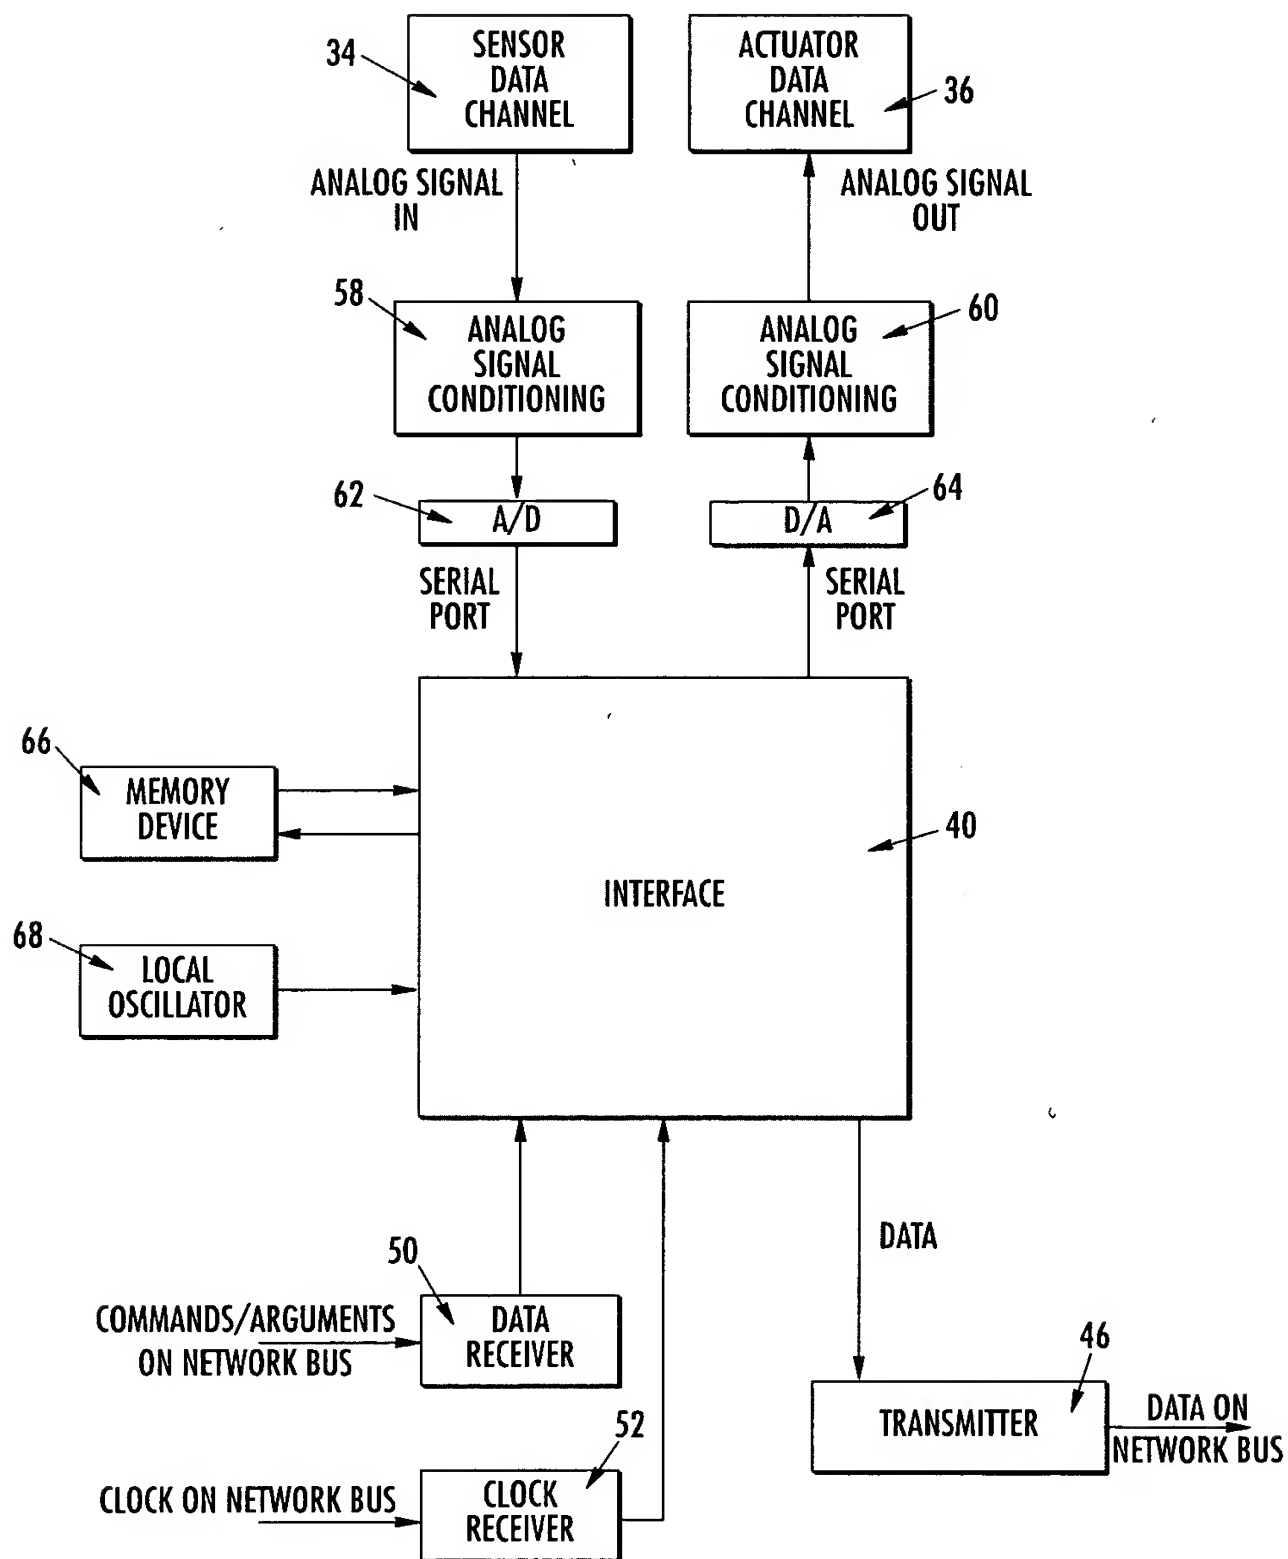 34
SENSOR
DATA
CHANNEL
ACTUATOR
DATA
CHANNEL
36
ANALOG SIGNAL
IN
ANALOG SIGNAL
OUT
58
ANALOG
SIGNAL
CONDITIONING
ANALOG
SIGNAL
CONDITIONING
60
62
A/D
D/A
64
SERIAL
PORT
SERIAL
PORT
66
MEMORY
DEVICE
40
INTERFACE
68
LOCAL
OSCILLATOR
DATA
50
COMMANDS/ARGUMENTS
ON NETWORK BUS
DATA
RECEIVER
46
TRANSMITTER
DATA ON
NETWORK BUS
52
CLOCK ON NETWORK BUS
CLOCK
RECEIVER